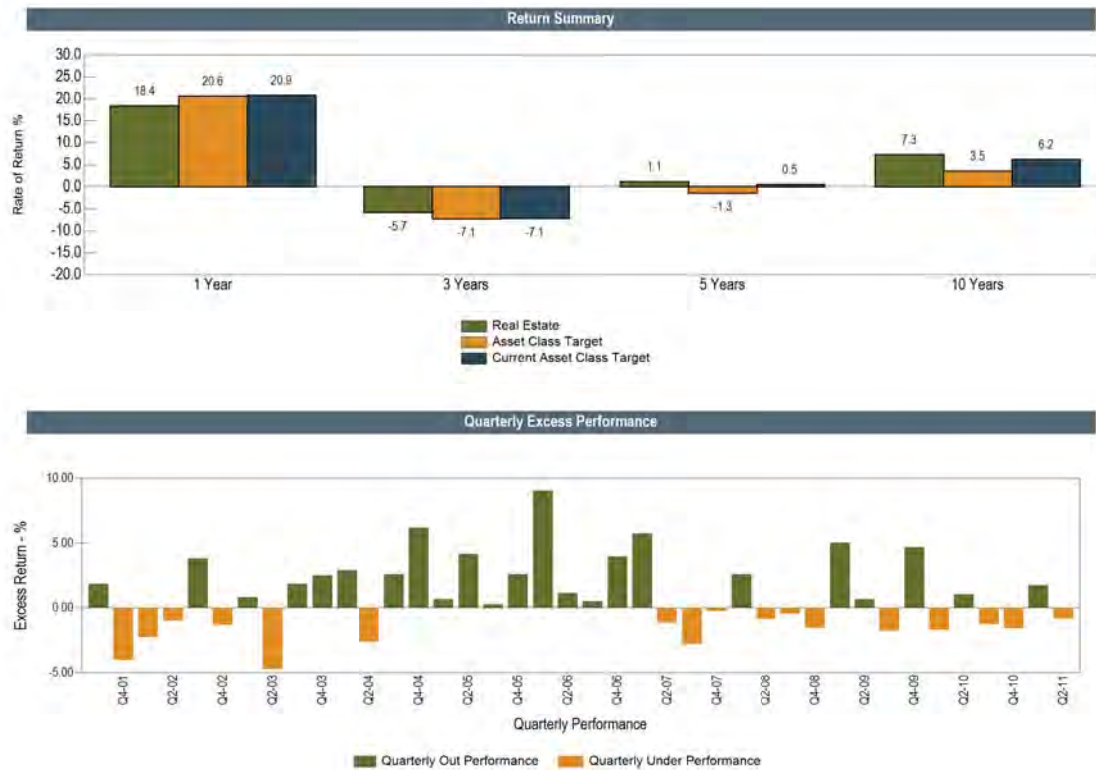 Return Summary
30.0
25.0
20.0
15.0
10.0
5.0
0.0
-5.0
-10.0
-15.0
-20.0
Rate of Return %
18.4
20.6
20.9
-5.7
-7.1
-7.1
1.1
-1.3
0.5
7.3
3.5
6.2
1 Year
3 Years
5 Years
10 Years
Real Estate
Asset Class Target
Current Asset Class Target
Quarterly Excess Performance
10.00
5.00
0.00
-5.00
Excess Return - %
Q4-01
Q2-02
Q4-02
Q2-03
Q4-03
Q2-04
Q4-04
Q2-05
Q4-05
Q2-06
Q4-06
Q2-07
Q4-07
Q2-08
Q4-08
Q2-09
Q4-09
Q2-10
Q4-10
Q2-11
Quarterly Performance
Quarterly Out Performance
Quarterly Under Performance